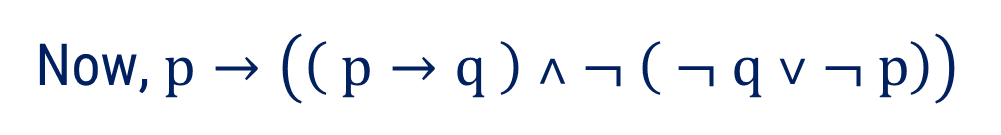 Now, p → (( p → q ) ∧ ¬ ( ¬ q ∨ ¬ p))